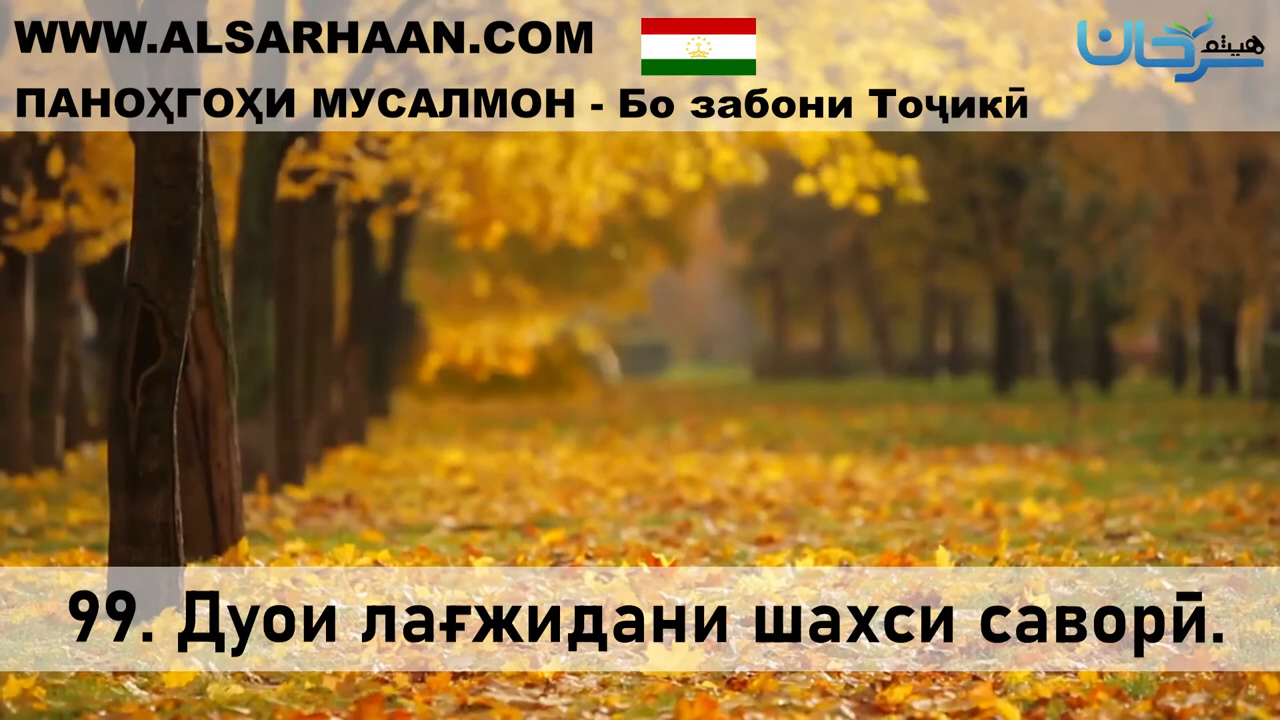 WWW.ALSARHAAN.COM
هيثم
سرحان
ПАНОҲГОҲИ МУСАЛМОН - Бо забони Тоҷикӣ
99. Дуои лағжидани шахси саворӣ.